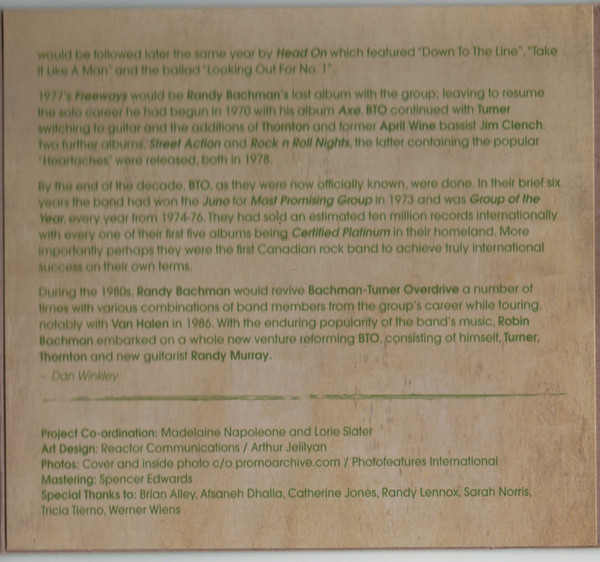 would be followed later the same year by Head On which featured "Down To The Line", "Take
It Like A Man" and the ballad "Looking Out For No. 1".
1977's Freeways would be Randy Bachman's last album with the group; leaving to resume
the solo career he had begun in 1970 with his album Axe. BTO continued with Turner
switching to guitar and the additions of Thornton and former April Wine bassist Jim Clench.
Two further albums, Street Action and Rock n Roll Nights, the latter containing the popular
"Heartaches" were released, both in 1978.
By the end of the decade, BTO, as they were now officially known, were done. In their brief six
years the band had won the Juno for Most Promising Group in 1973 and was Group of the
Year, every year from 1974-76. They had sold an estimated ten million records internationally
with every one of their first five albums being Certified Platinum in their homeland. More
importantly perhaps they were the first Canadian rock band to achieve truly international
success on their own terms.
During the 1980s, Randy Bachman would revive Bachman-Turner Overdrive a number of
times with various combinations of band members from the group's career while touring,
notably with Van Halen in 1986. With the enduring popularity of the band's music, Robin
Bachman embarked on a whole new venture reforming BTO, consisting of himself, Turner,
Thornton and new guitarist Randy Murray.
~ Dan Winkley
Project Co-ordination: Madelaine Napoleone and Lorie Slater
Art Design: Reactor Communications / Arthur Jelilyan
Photos: Cover and inside photo c/o promoarchive.com / Photofeatures International
Mastering: Spencer Edwards
Special Thanks to: Brian Alley, Afsaneh Dhalla, Catherine Jones, Randy Lennox, Sarah Norris,
Tricia Tierno, Werner Wiens